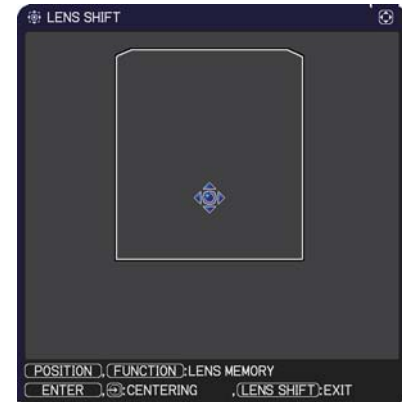 LENS SHIFT
POSITION , FUNCTION :LENS MEMORY
ENTER , :CENTERING , LENS SHIFT :EXIT